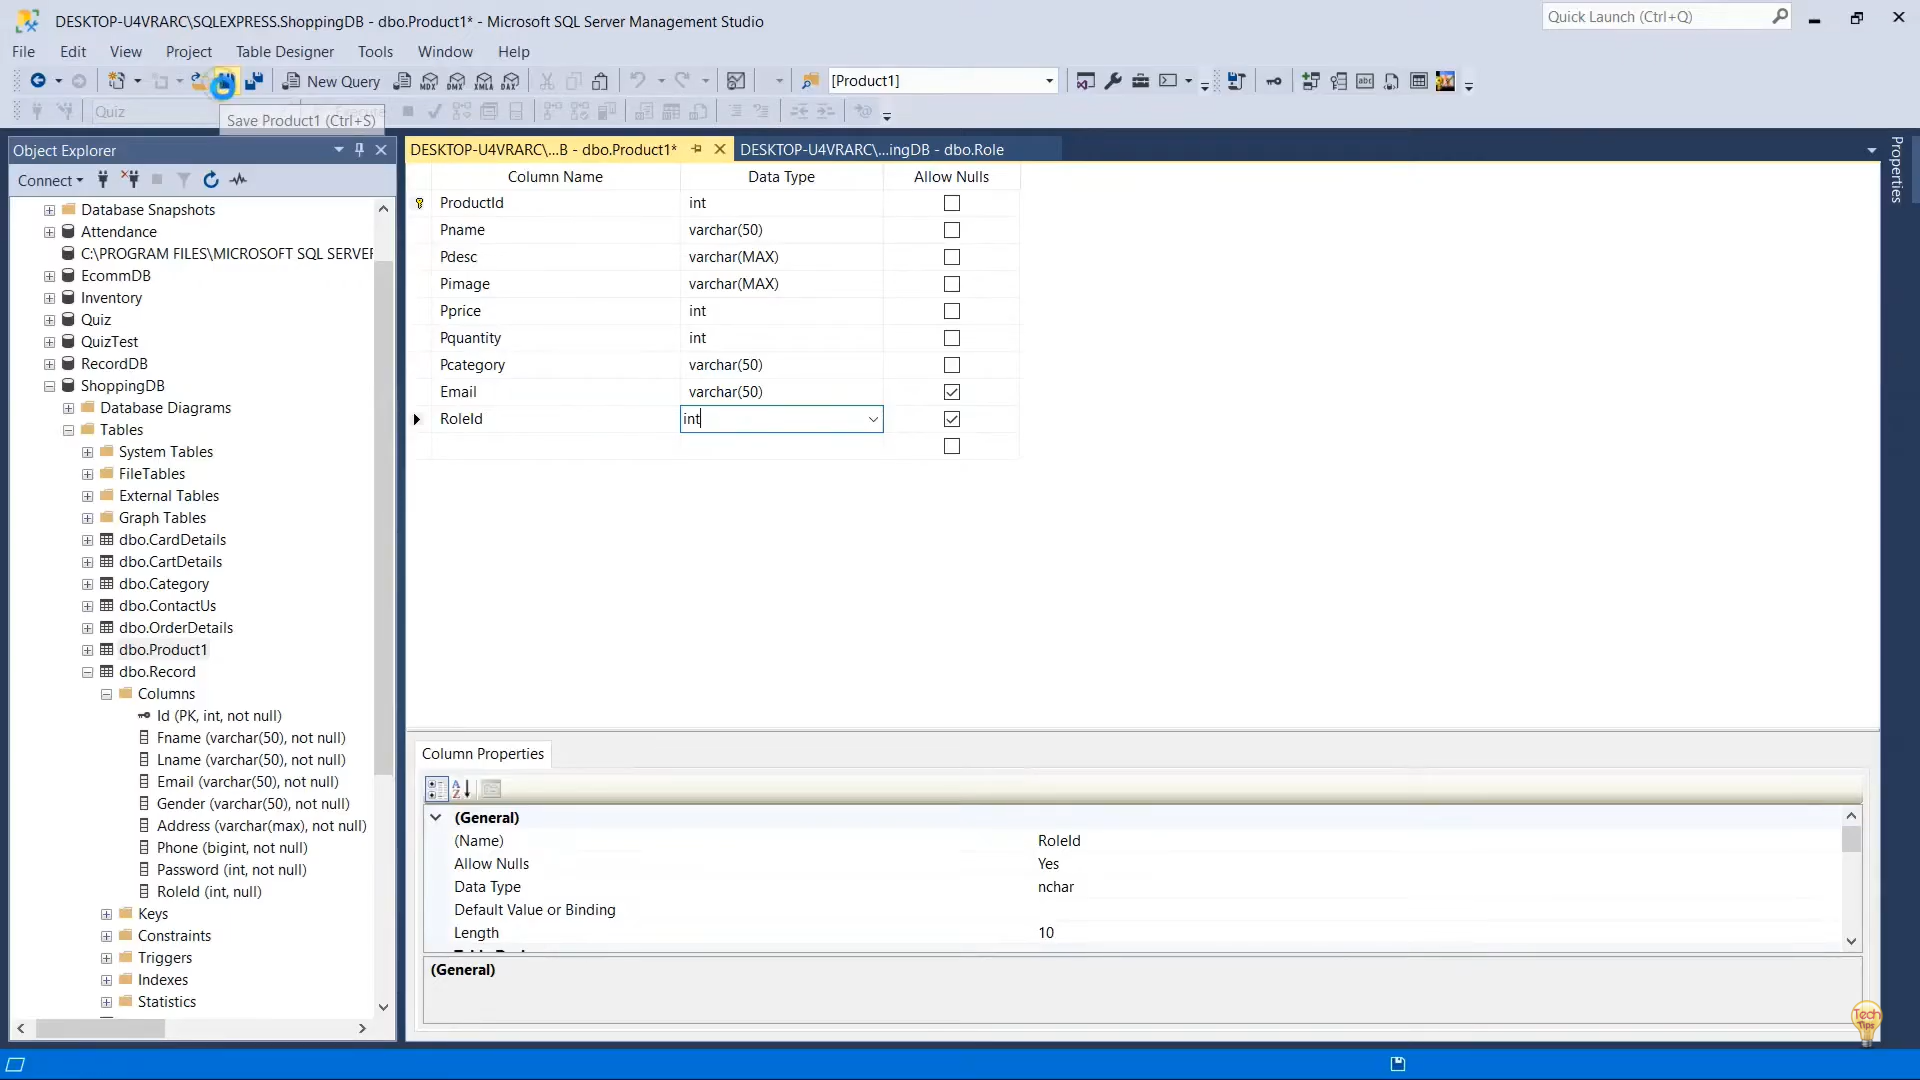 DESKTOP-U4VRARC\SQLEXPRESS.ShoppingDB - dbo.Product1* - Microsoft SQL Server Management Studio
Quick Launch (Ctrl+Q)
File Edit View Project Table Designer Tools Window Help
New Query
MDX DMX XMLA DAX
[Product1]
Quiz
Save Product1 (Ctrl+S)
Object Explorer
Connect
Database Snapshots
Attendance
C:\PROGRAM FILES\MICROSOFT SQL SERVER
EcommDB
Inventory
Quiz
QuizTest
RecordDB
ShoppingDB
Database Diagrams
Tables
System Tables
FileTables
External Tables
Graph Tables
dbo.CardDetails
dbo.CartDetails
dbo.Category
dbo.ContactUs
dbo.OrderDetails
dbo.Product1
dbo.Record
Columns
Id (PK, int, not null)
Fname (varchar(50), not null)
Lname (varchar(50), not null)
Email (varchar(50), not null)
Gender (varchar(50), not null)
Address (varchar(max), not null)
Phone (bigint, not null)
Password (int, not null)
RoleId (int, null)
Keys
Constraints
Triggers
Indexes
Statistics
DESKTOP-U4VRARC\...B - dbo.Product1*
DESKTOP-U4VRARC\...ingDB - dbo.Role
Column Name Data Type Allow Nulls
ProductId int
Pname varchar(50)
Pdesc varchar(MAX)
Pimage varchar(MAX)
Pprice int
Pquantity int
Pcategory varchar(50)
Email varchar(50)
RoleId int
Column Properties
(General)
(Name) RoleId
Allow Nulls Yes
Data Type nchar
Default Value or Binding
Length 10
(General)
Properties
Tech
Tips